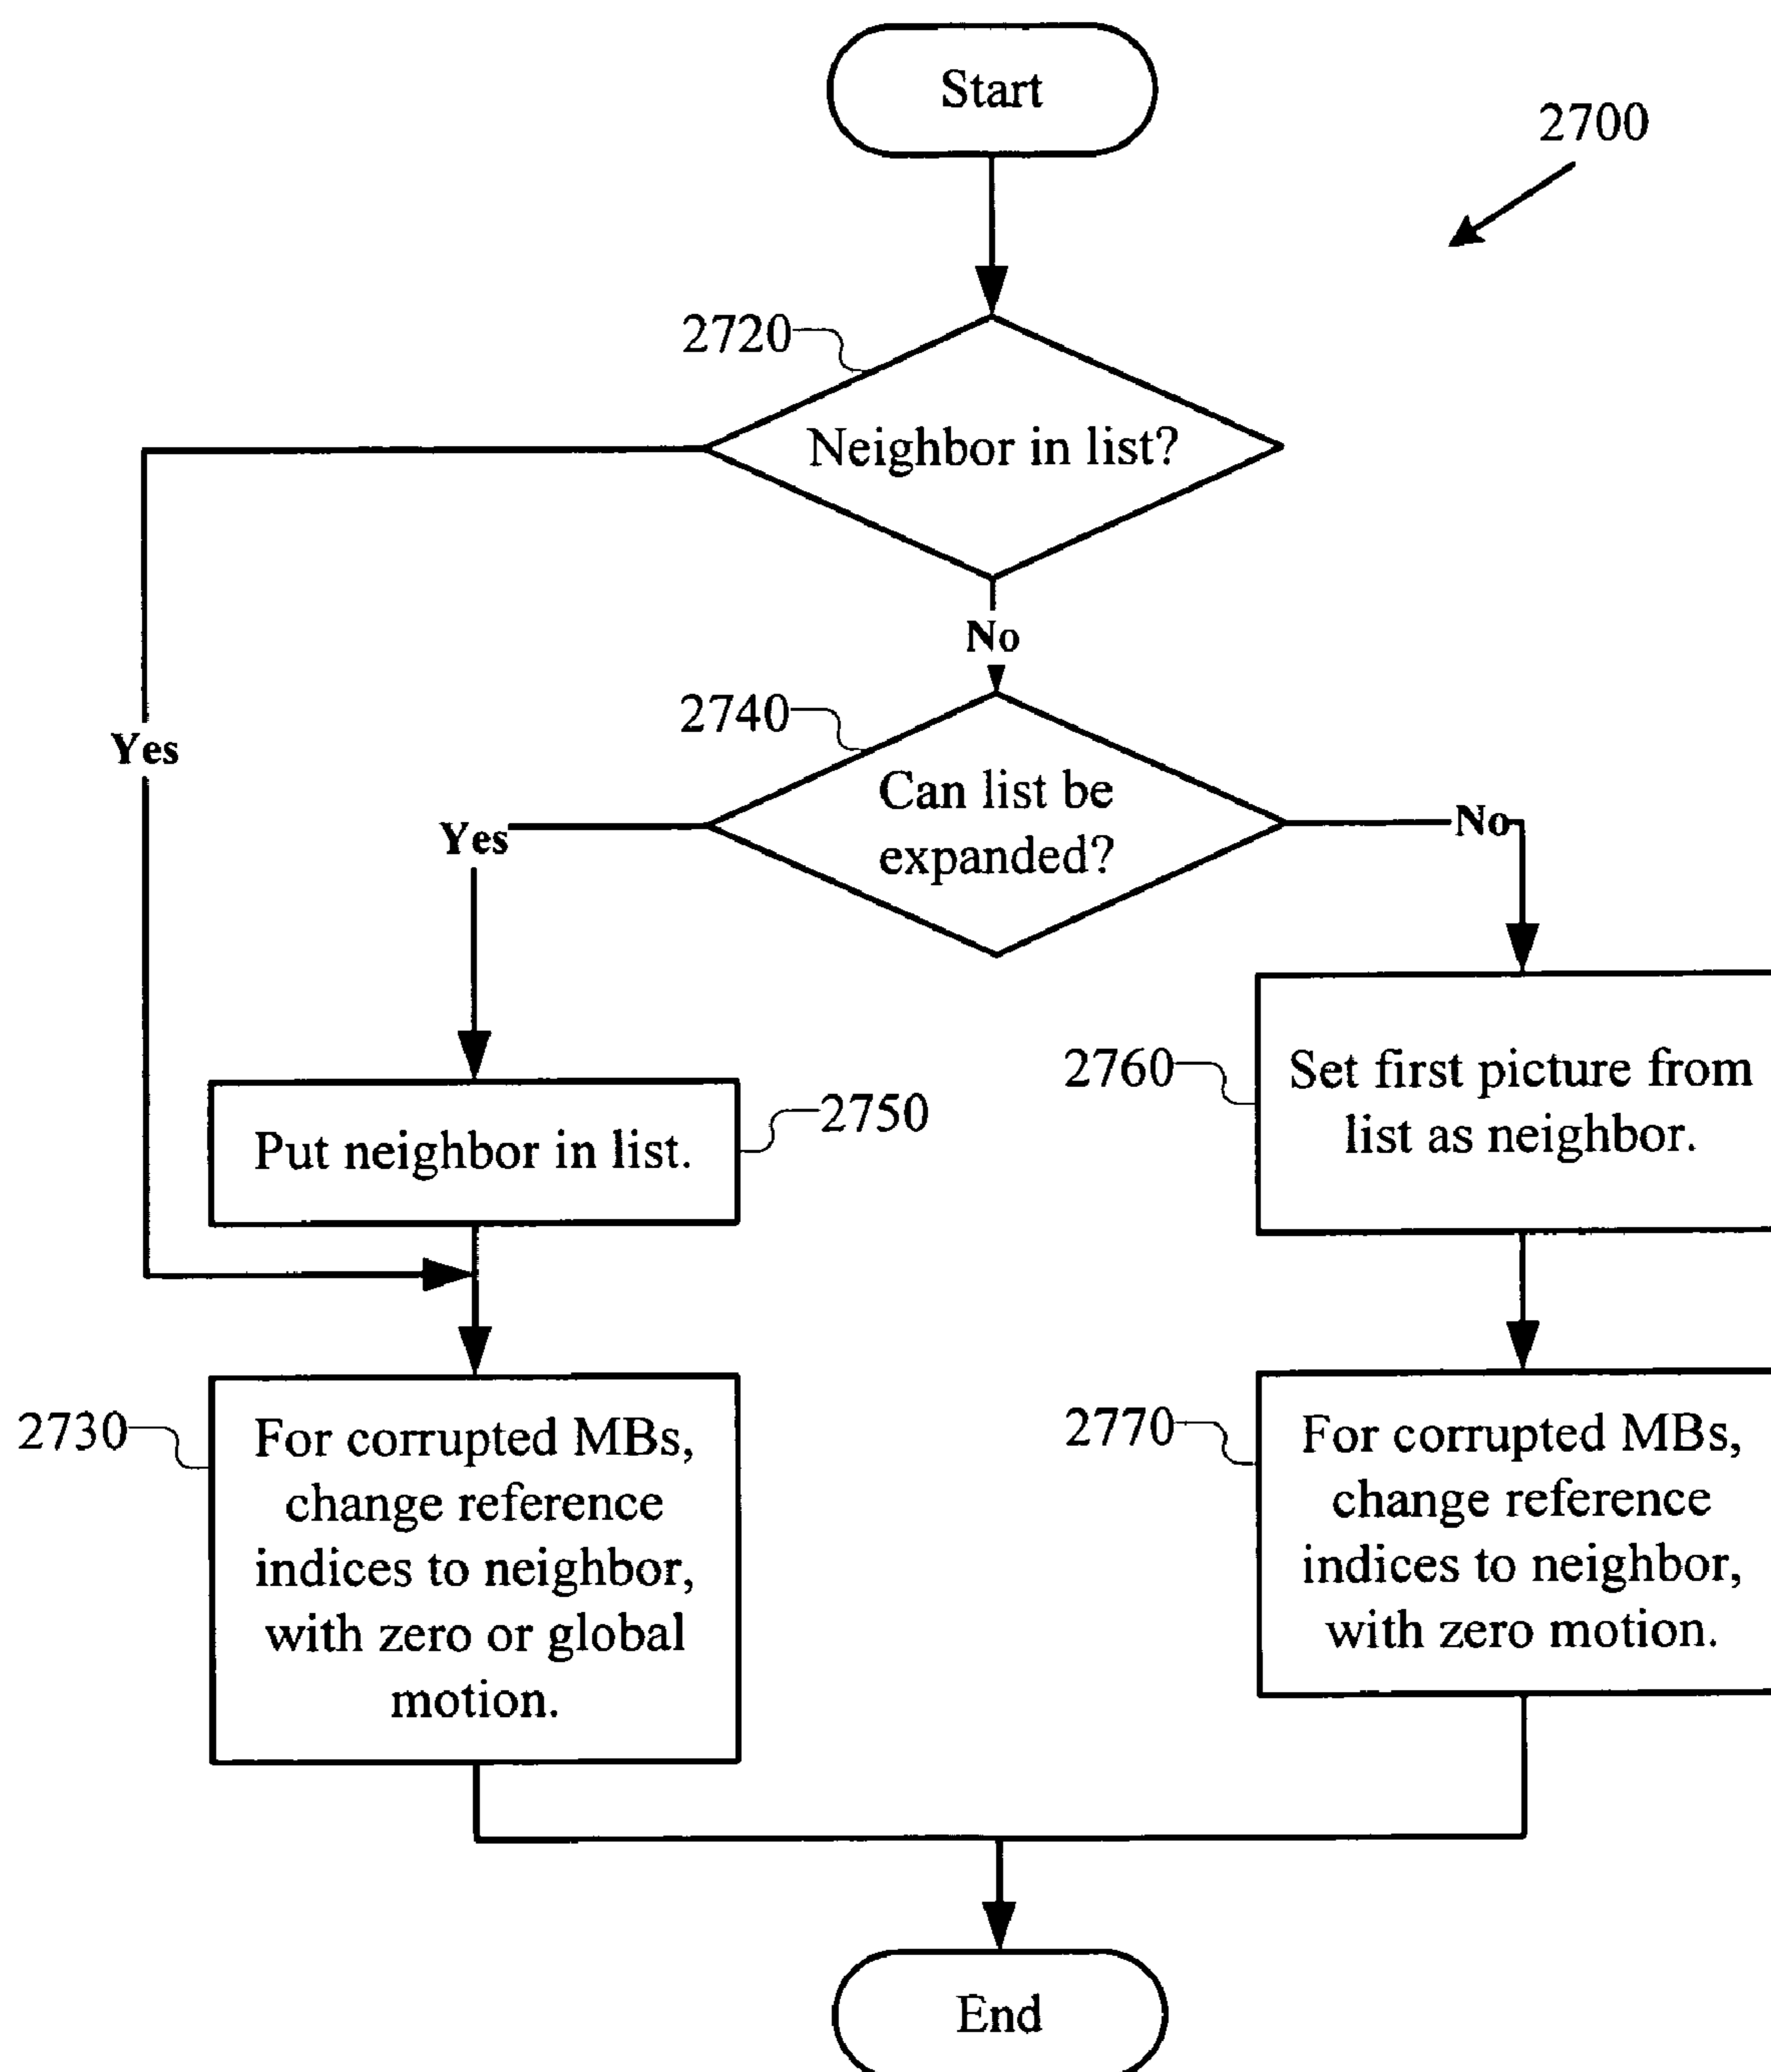 Start
2700
2720
Neighbor in list?
No
2740
Yes
Can list be
expanded?
Yes
No
2750
2760
Put neighbor in list.
Set first picture from
list as neighbor.
2730
For corrupted MBs,
change reference
indices to neighbor,
with zero or global
motion.
2770
For corrupted MBs,
change reference
indices to neighbor,
with zero motion.
End